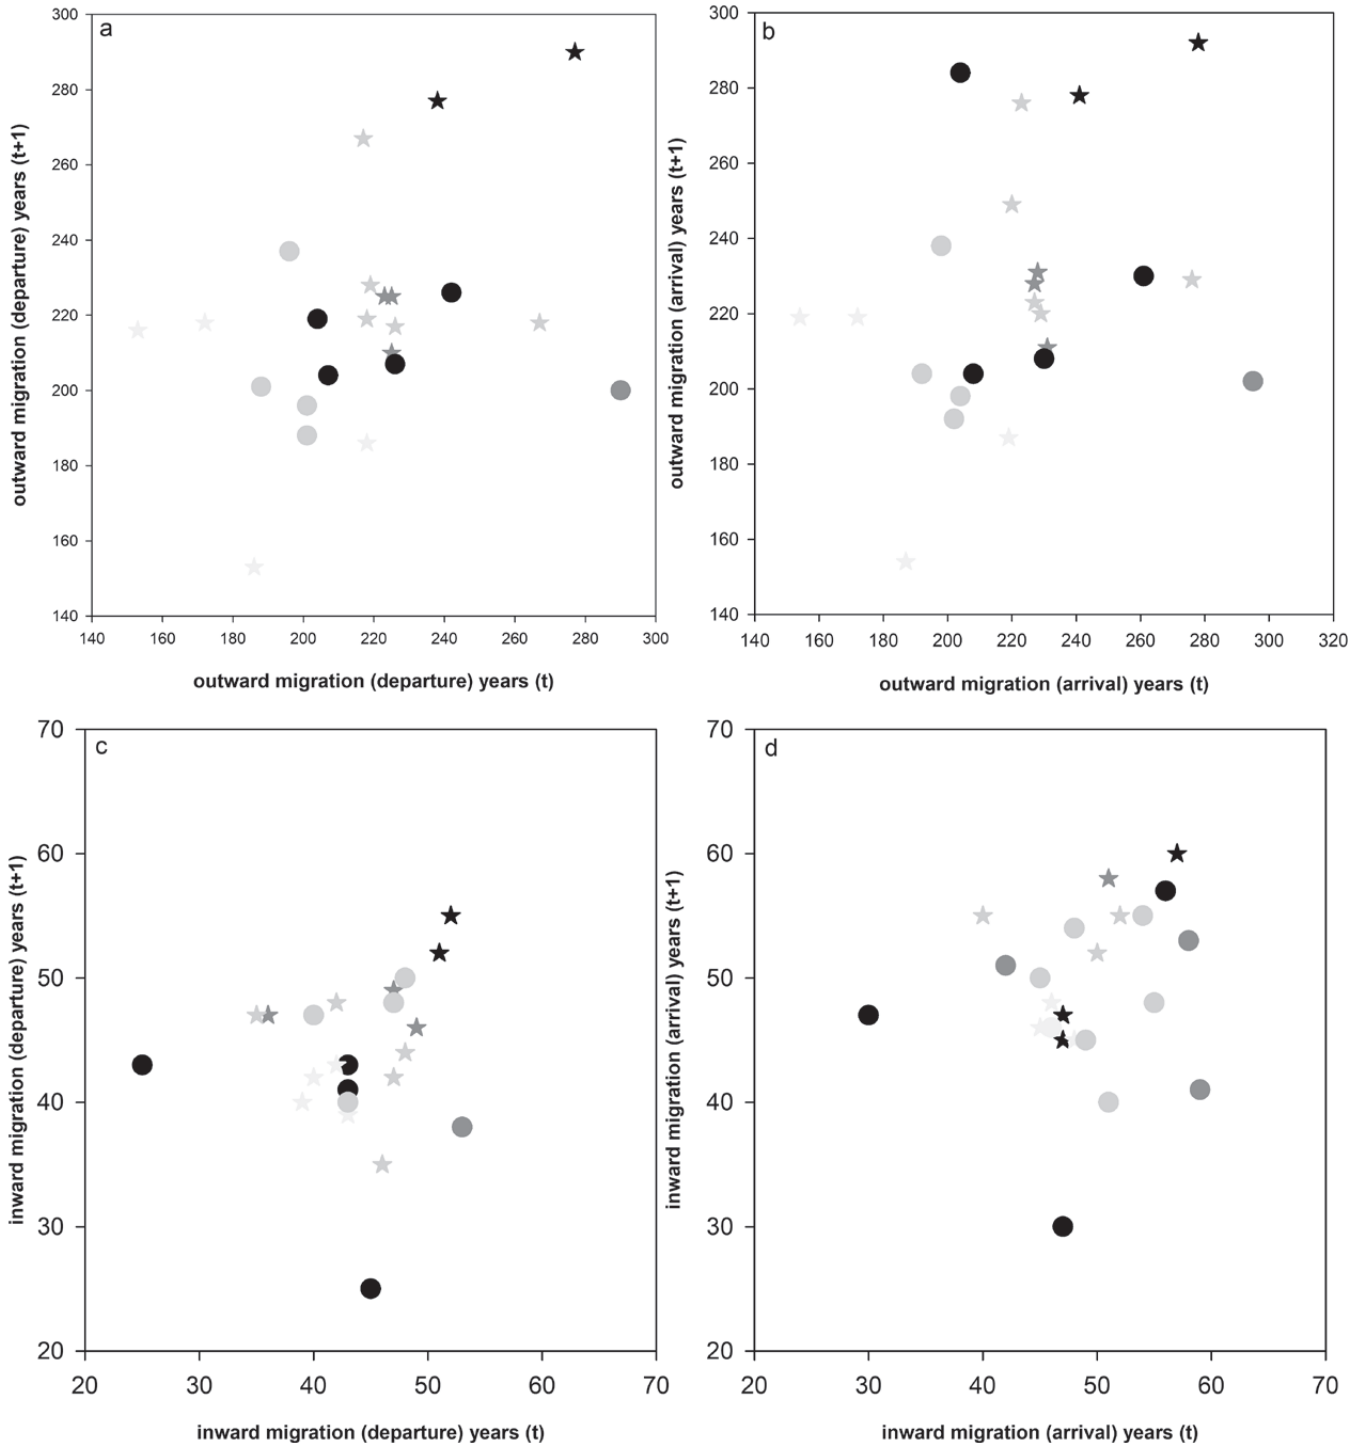 a
300
280
260
240
220
200
180
160
140
140 160 180 200 220 240 260 280 300
outward migration (departure) years (t+1)
outward migration (departure) years (t)
b
300
280
260
240
220
200
180
160
140
140 160 180 200 220 240 260 280 300 320
outward migration (arrival) years (t+1)
outward migration (arrival) years (t)
c
70
60
50
40
30
20
20 30 40 50 60 70
inward migration (departure) years (t+1)
inward migration (departure) years (t)
d
70
60
50
40
30
20
20 30 40 50 60 70
inward migration (arrival) years (t+1)
inward migration (arrival) years (t)